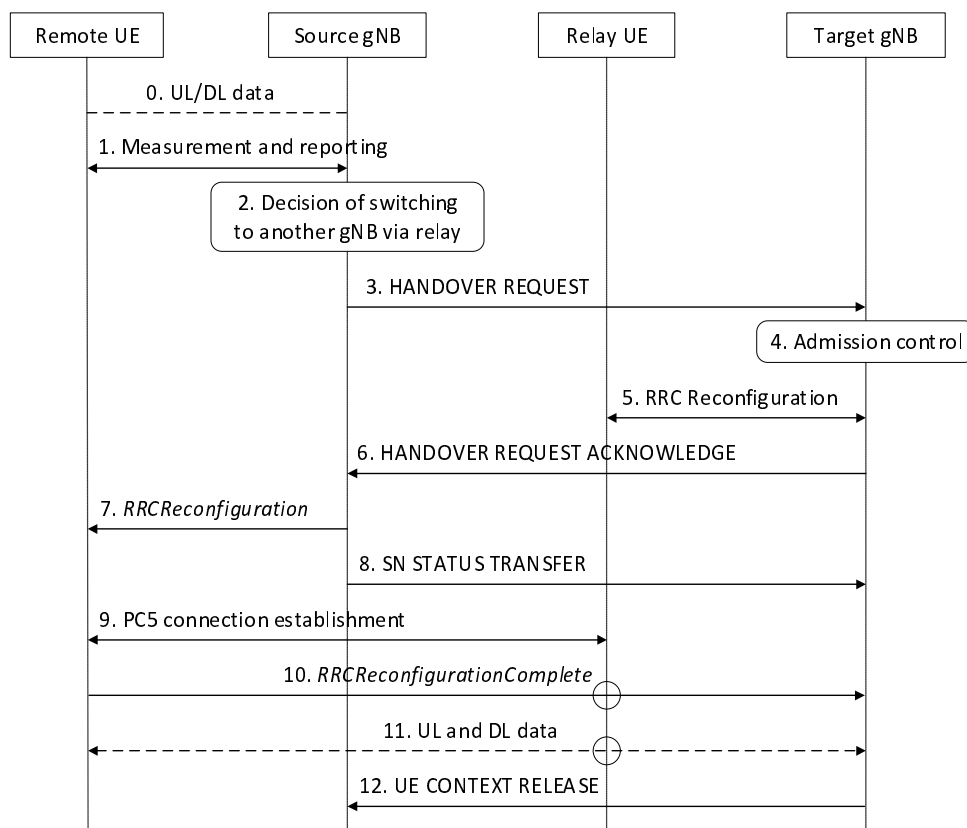 Remote UE
Source gNB
Relay UE
Target gNB
0. UL/DL data
1. Measurement and reporting
2. Decision of switching
to another gNB via relay
3. HANDOVER REQUEST
4. Admission control
5. RRC Reconfiguration
6. HANDOVER REQUEST ACKNOWLEDGE
7. RRCReconfiguration
8. SN STATUS TRANSFER
9. PC5 connection establishment
10. RRCReconfigurationComplete
11. UL and DL data
12. UE CONTEXT RELEASE